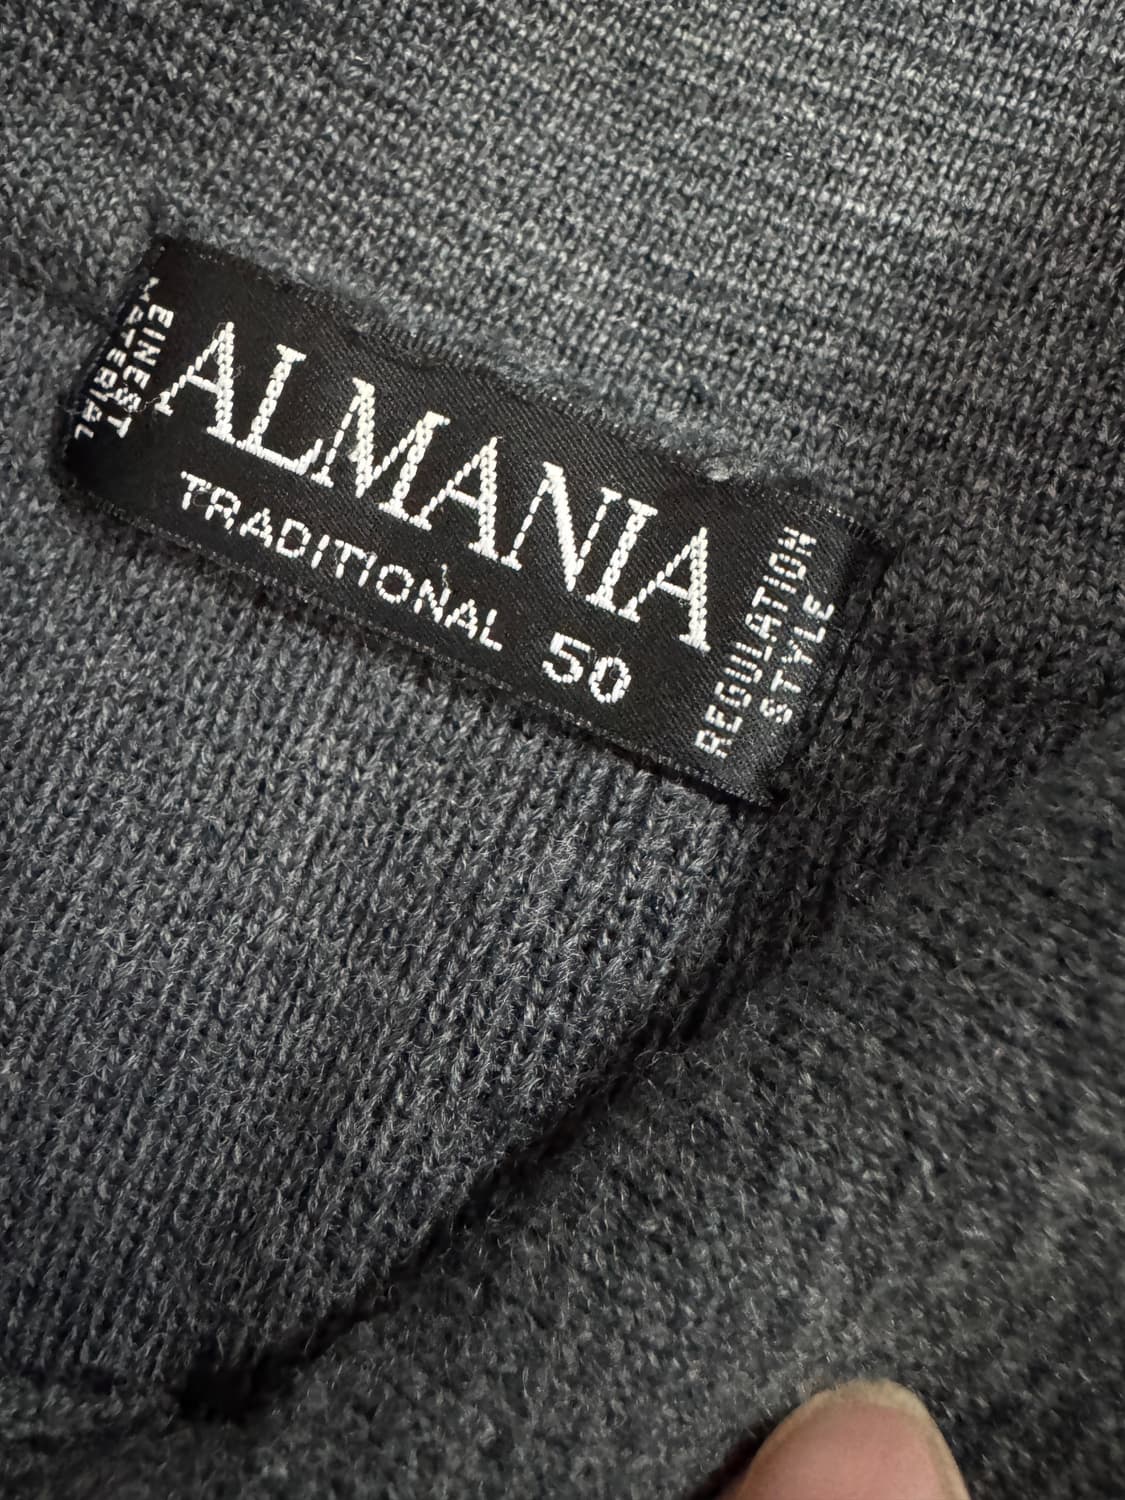 FINEST
MATERIAL
ALMANIA
TRADITIONAL 50
REGULATION
STYLE